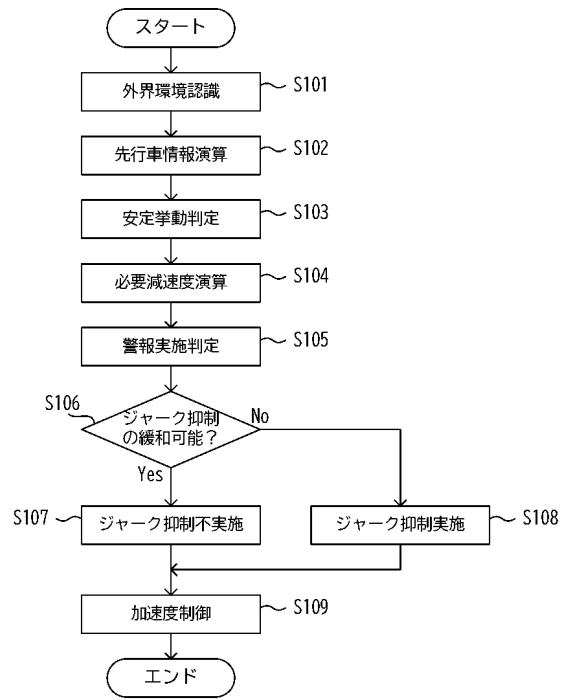 スタート
外界環境認識
S101
先行車情報演算
S102
安定挙動判定
S103
必要減速度演算
S104
警報実施判定
S105
S106
ジャーク抑制
の緩和可能？
No
Yes
S107
ジャーク抑制不実施
ジャーク抑制実施
S108
加速度制御
S109
エンド